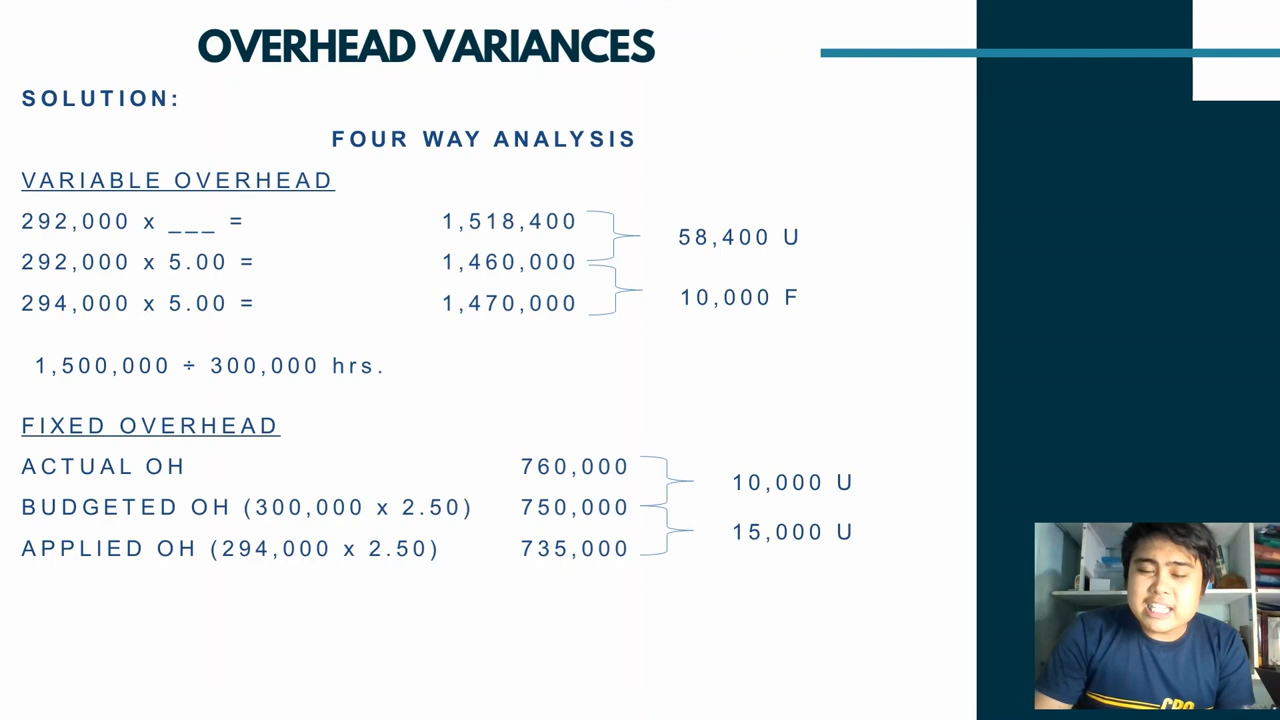 OVERHEAD VARIANCES
SOLUTION:
FOUR WAY ANALYSIS
VARIABLE OVERHEAD
292,000 x ___ = 1,518,400
58,400 U
292,000 x 5.00 = 1,460,000
10,000 F
294,000 x 5.00 = 1,470,000
1,500,000 ÷ 300,000 hrs.
FIXED OVERHEAD
ACTUAL OH 760,000
10,000 U
BUDGETED OH (300,000 x 2.50) 750,000
15,000 U
APPLIED OH (294,000 x 2.50) 735,000